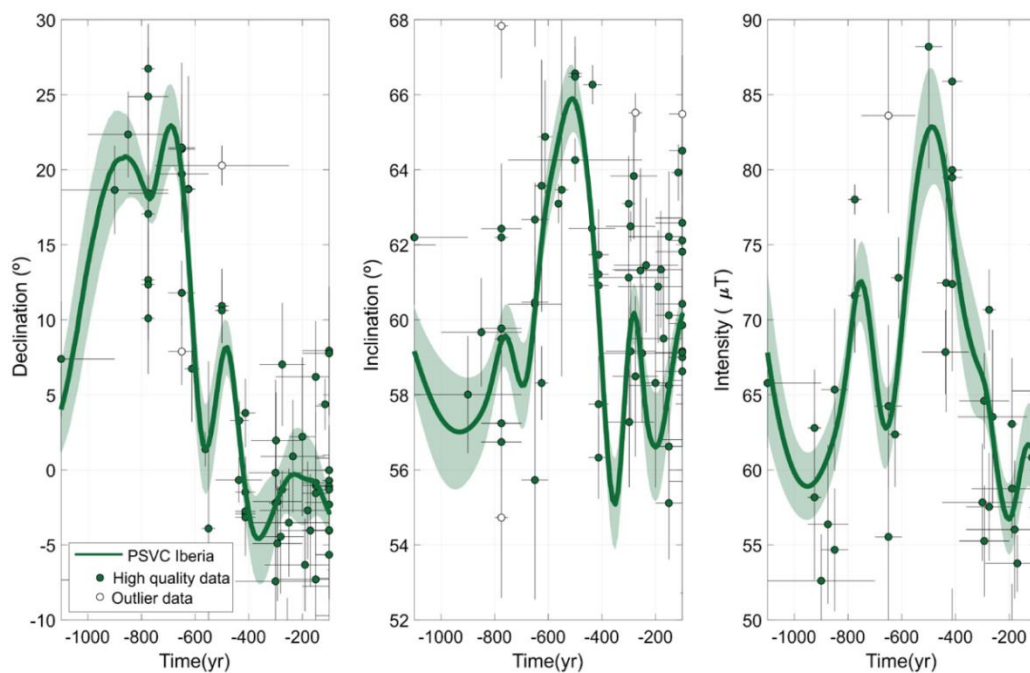 30
25
20
15
10
5
0
-5
-10
Declination (º)
-1000 -800 -600 -400 -200
Time(yr)
PSVC Iberia
High quality data
Outlier data
68
66
64
62
60
58
56
54
52
Inclination (º)
-1000 -800 -600 -400 -200
Time(yr)
90
85
80
75
70
65
60
55
50
Intensity ( μT)
-1000 -800 -600 -400 -200
Time(yr)